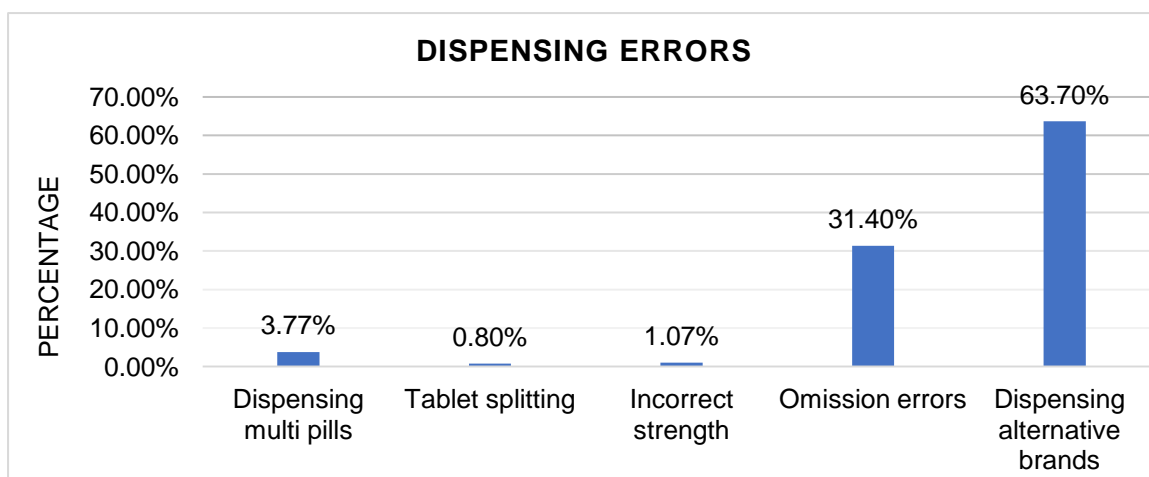 DISPENSING ERRORS
PERCENTAGE
70.00%
60.00%
50.00%
40.00%
30.00%
20.00%
10.00%
0.00%
3.77%
0.80%
1.07%
31.40%
63.70%
Dispensing
multi pills
Tablet splitting
Incorrect
strength
Omission errors
Dispensing
alternative
brands